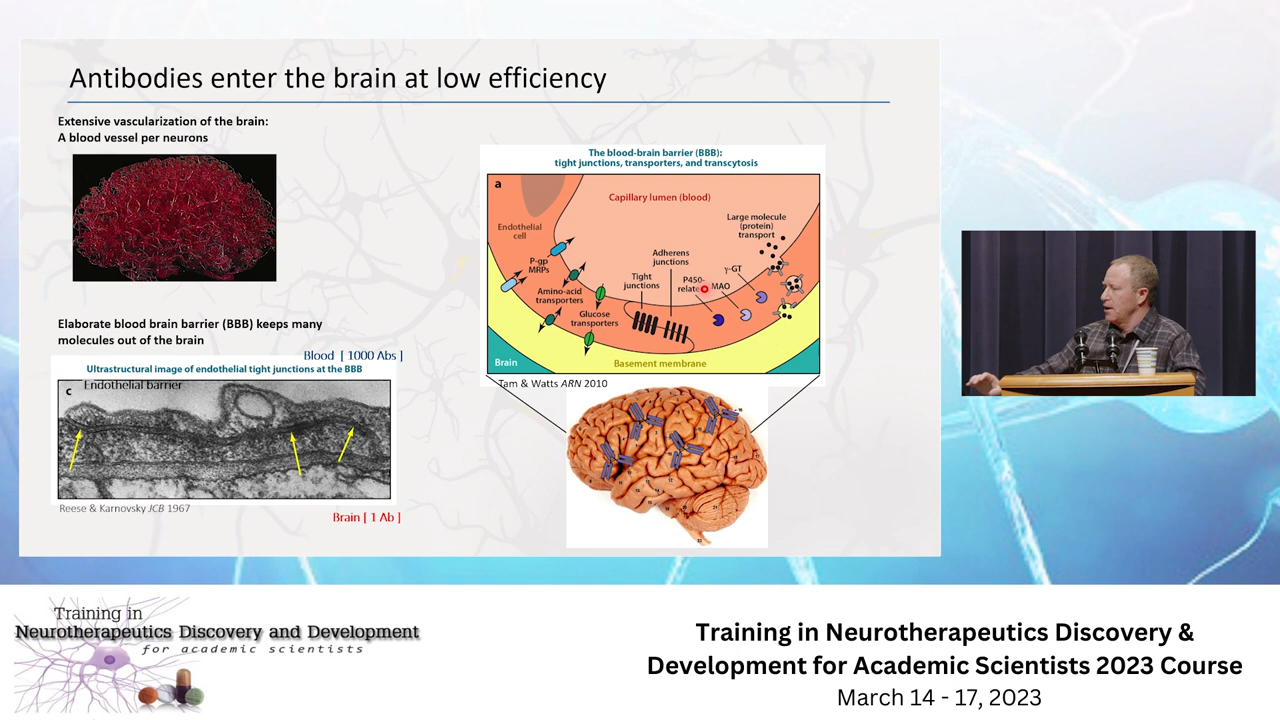 Antibodies enter the brain at low efficiency
Extensive vascularization of the brain:
A blood vessel per neurons
Elaborate blood brain barrier (BBB) keeps many
molecules out of the brain
Blood [ 1000 Abs ]
Ultrastructural image of endothelial tight junctions at the BBB
c
Endothelial barrier
Reese & Karnovsky JCB 1967
Brain [ 1 Ab ]
The blood-brain barrier (BBB):
tight junctions, transporters, and transcytosis
a
Capillary lumen (blood)
Endothelial
cell
Large molecule
(protein)
transport
P-gp
MRPs
Adherens
junctions
Tight
junctions
γ-GT
Amino-acid
transporters
P450-
relate
MAO
Glucose
transporters
Brain
Basement membrane
Tam & Watts ARN 2010
Training in
Neurotherapeutics Discovery and Development
for academic scientists
Training in Neurotherapeutics Discovery &
Development for Academic Scientists 2023 Course
March 14 - 17, 2023